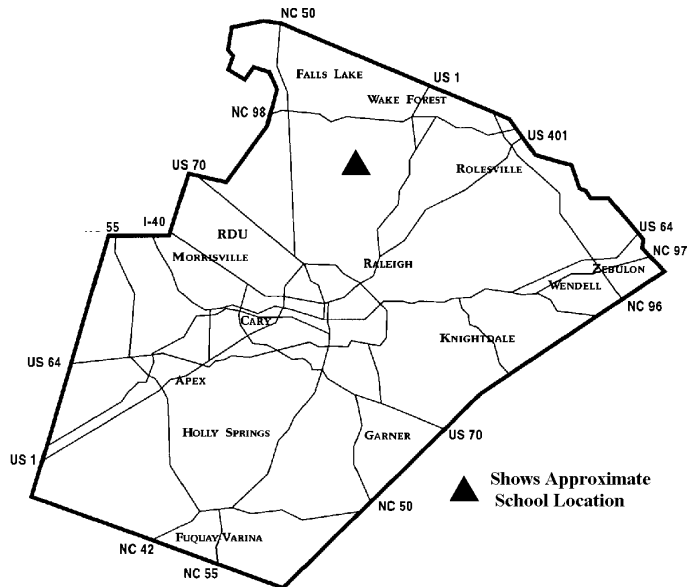 NC 50
FALLS LAKE
US 1
WAKE FOREST
NC 98
US 401
US 70
ROLESVILLE
55
I-40
RDU
US 64
MORRISVILLE
RALEIGH
NC 97
ZEBULON
WENDELL
NC 96
CARY
KNIGHTDALE
US 64
APEX
HOLLY SPRINGS
GARNER
US 70
US 1
Shows Approximate
School Location
NC 50
FUQUAY VARINA
NC 42
NC 55